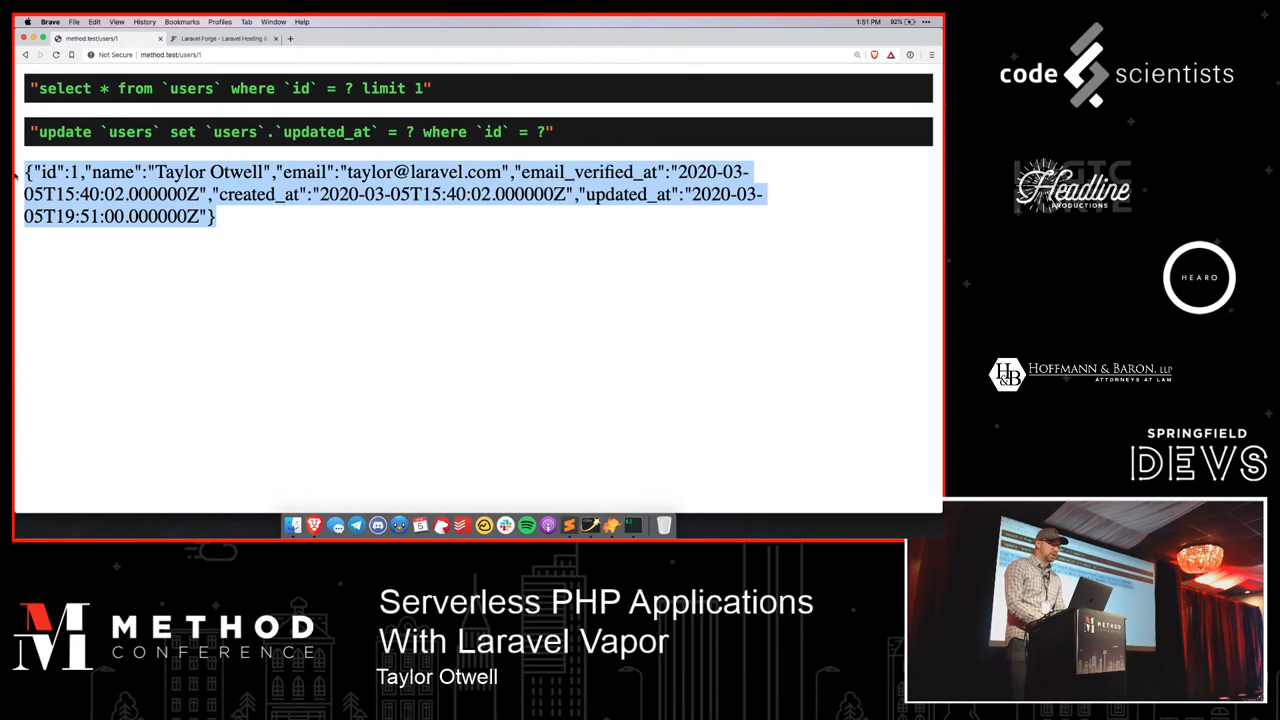 Brave File Edit View History Bookmarks Profiles Tab Window Help
1:51 PM 92%
method.test/users/1
Laravel Forge - Laravel Hosting &
Not Secure method.test/users/1
"select * from `users` where `id` = ? limit 1"
"update `users` set `users`.`updated_at` = ? where `id` = ?"
{"id":1,"name":"Taylor Otwell","email":"taylor@laravel.com","email_verified_at":"2020-03-
05T15:40:02.000000Z","created_at":"2020-03-05T15:40:02.000000Z","updated_at":"2020-03-
05T19:51:00.000000Z"}
code scientists
Headline
PRODUCTIONS
HEARO
H&B HOFFMANN & BARON, LLP
ATTORNEYS AT LAW
SPRINGFIELD
DEVS
M METHOD
CONFERENCE
Serverless PHP Applications
With Laravel Vapor
Taylor Otwell
METHOD